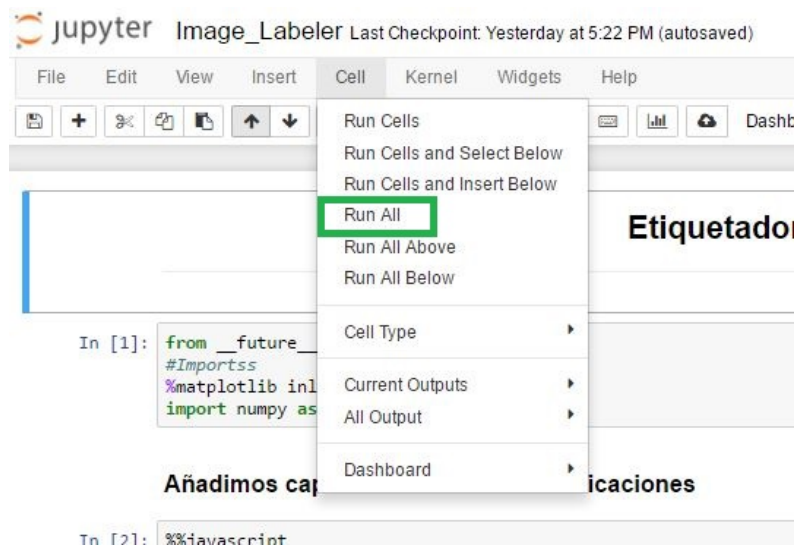 jupyter Image_Labeler Last Checkpoint: Yesterday at 5:22 PM (autosaved)
File Edit View Insert Cell Kernel Widgets Help
Dashb
Run Cells
Run Cells and Select Below
Run Cells and Insert Below
Run All
Run All Above
Run All Below
Cell Type
Current Outputs
All Output
Dashboard
Etiquetador
In [1]: from __future__
#Importss
%matplotlib inl
import numpy as
Añadimos cap icaciones
In [2]: %%javascript